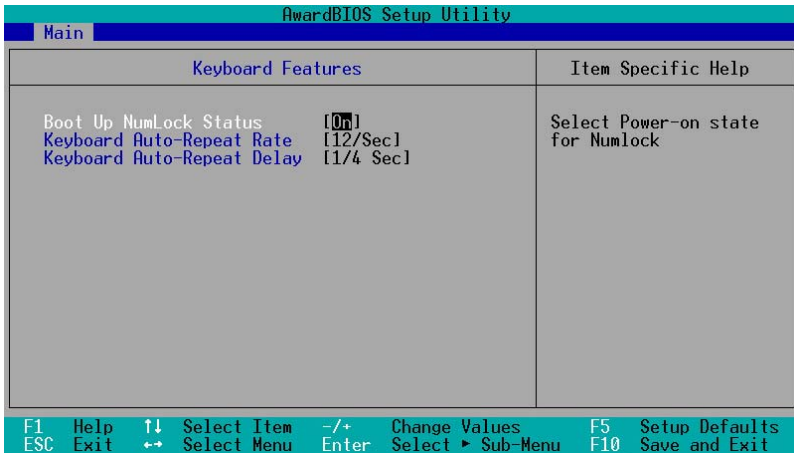 AwardBIOS Setup Utility
Main
Keyboard Features
Item Specific Help
Boot Up NumLock Status [On]
Keyboard Auto-Repeat Rate [12/Sec]
Keyboard Auto-Repeat Delay [1/4 Sec]
Select Power-on state
for Numlock
F1 Help ↑↓ Select Item -/+ Change Values F5 Setup Defaults
ESC Exit ←→ Select Menu Enter Select ► Sub-Menu F10 Save and Exit